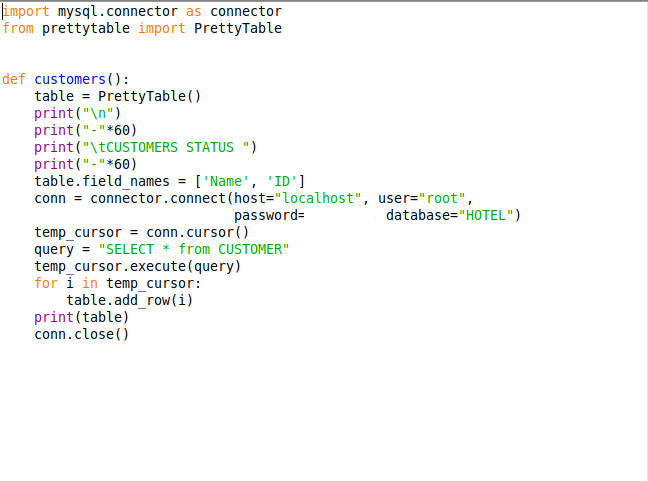 import mysql.connector as connector
from prettytable import PrettyTable
def customers():
    table = PrettyTable()
    print("\n")
    print("-"*60)
    print("\tCUSTOMERS STATUS ")
    print("-"*60)
    table.field_names = ['Name', 'ID']
    conn = connector.connect(host="localhost", user="root",
                             password=          database="HOTEL")
    temp_cursor = conn.cursor()
    query = "SELECT * from CUSTOMER"
    temp_cursor.execute(query)
    for i in temp_cursor:
        table.add_row(i)
    print(table)
    conn.close()